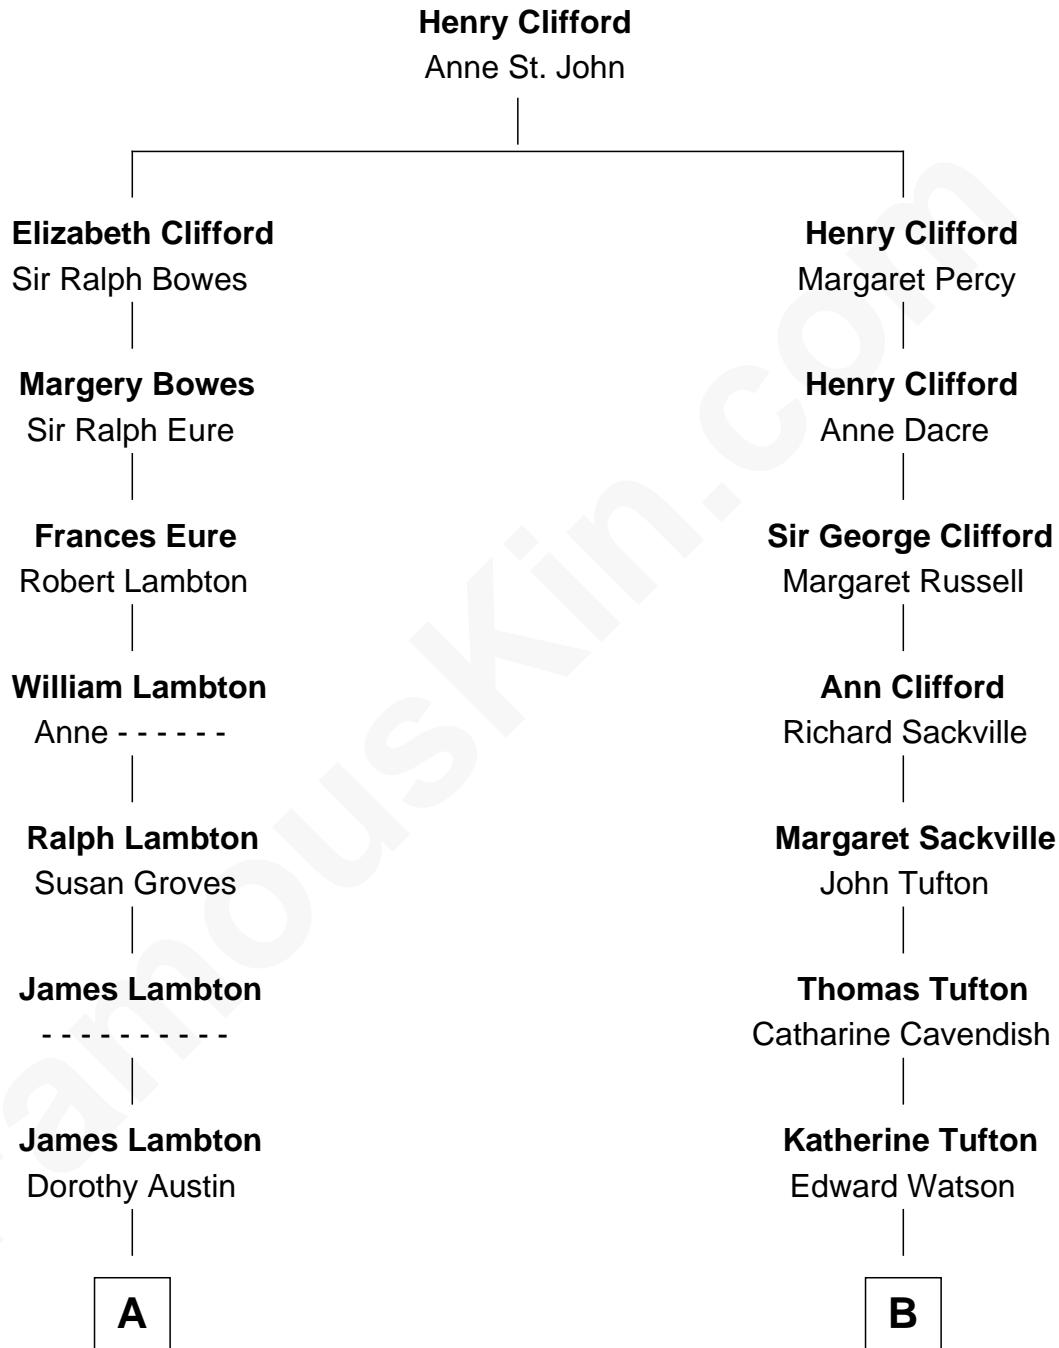 Henry Clifford
Anne St. John
Elizabeth Clifford
Sir Ralph Bowes
Henry Clifford
Margaret Percy
Margery Bowes
Sir Ralph Eure
Henry Clifford
Anne Dacre
Frances Eure
Robert Lambton
Sir George Clifford
Margaret Russell
William Lambton
Anne - - - - - -
Ann Clifford
Richard Sackville
Ralph Lambton
Susan Groves
Margaret Sackville
John Tufton
James Lambton
- - - - - - - - - -
Thomas Tufton
Catharine Cavendish
James Lambton
Dorothy Austin
Katherine Tufton
Edward Watson
A
B
FamousKin.com